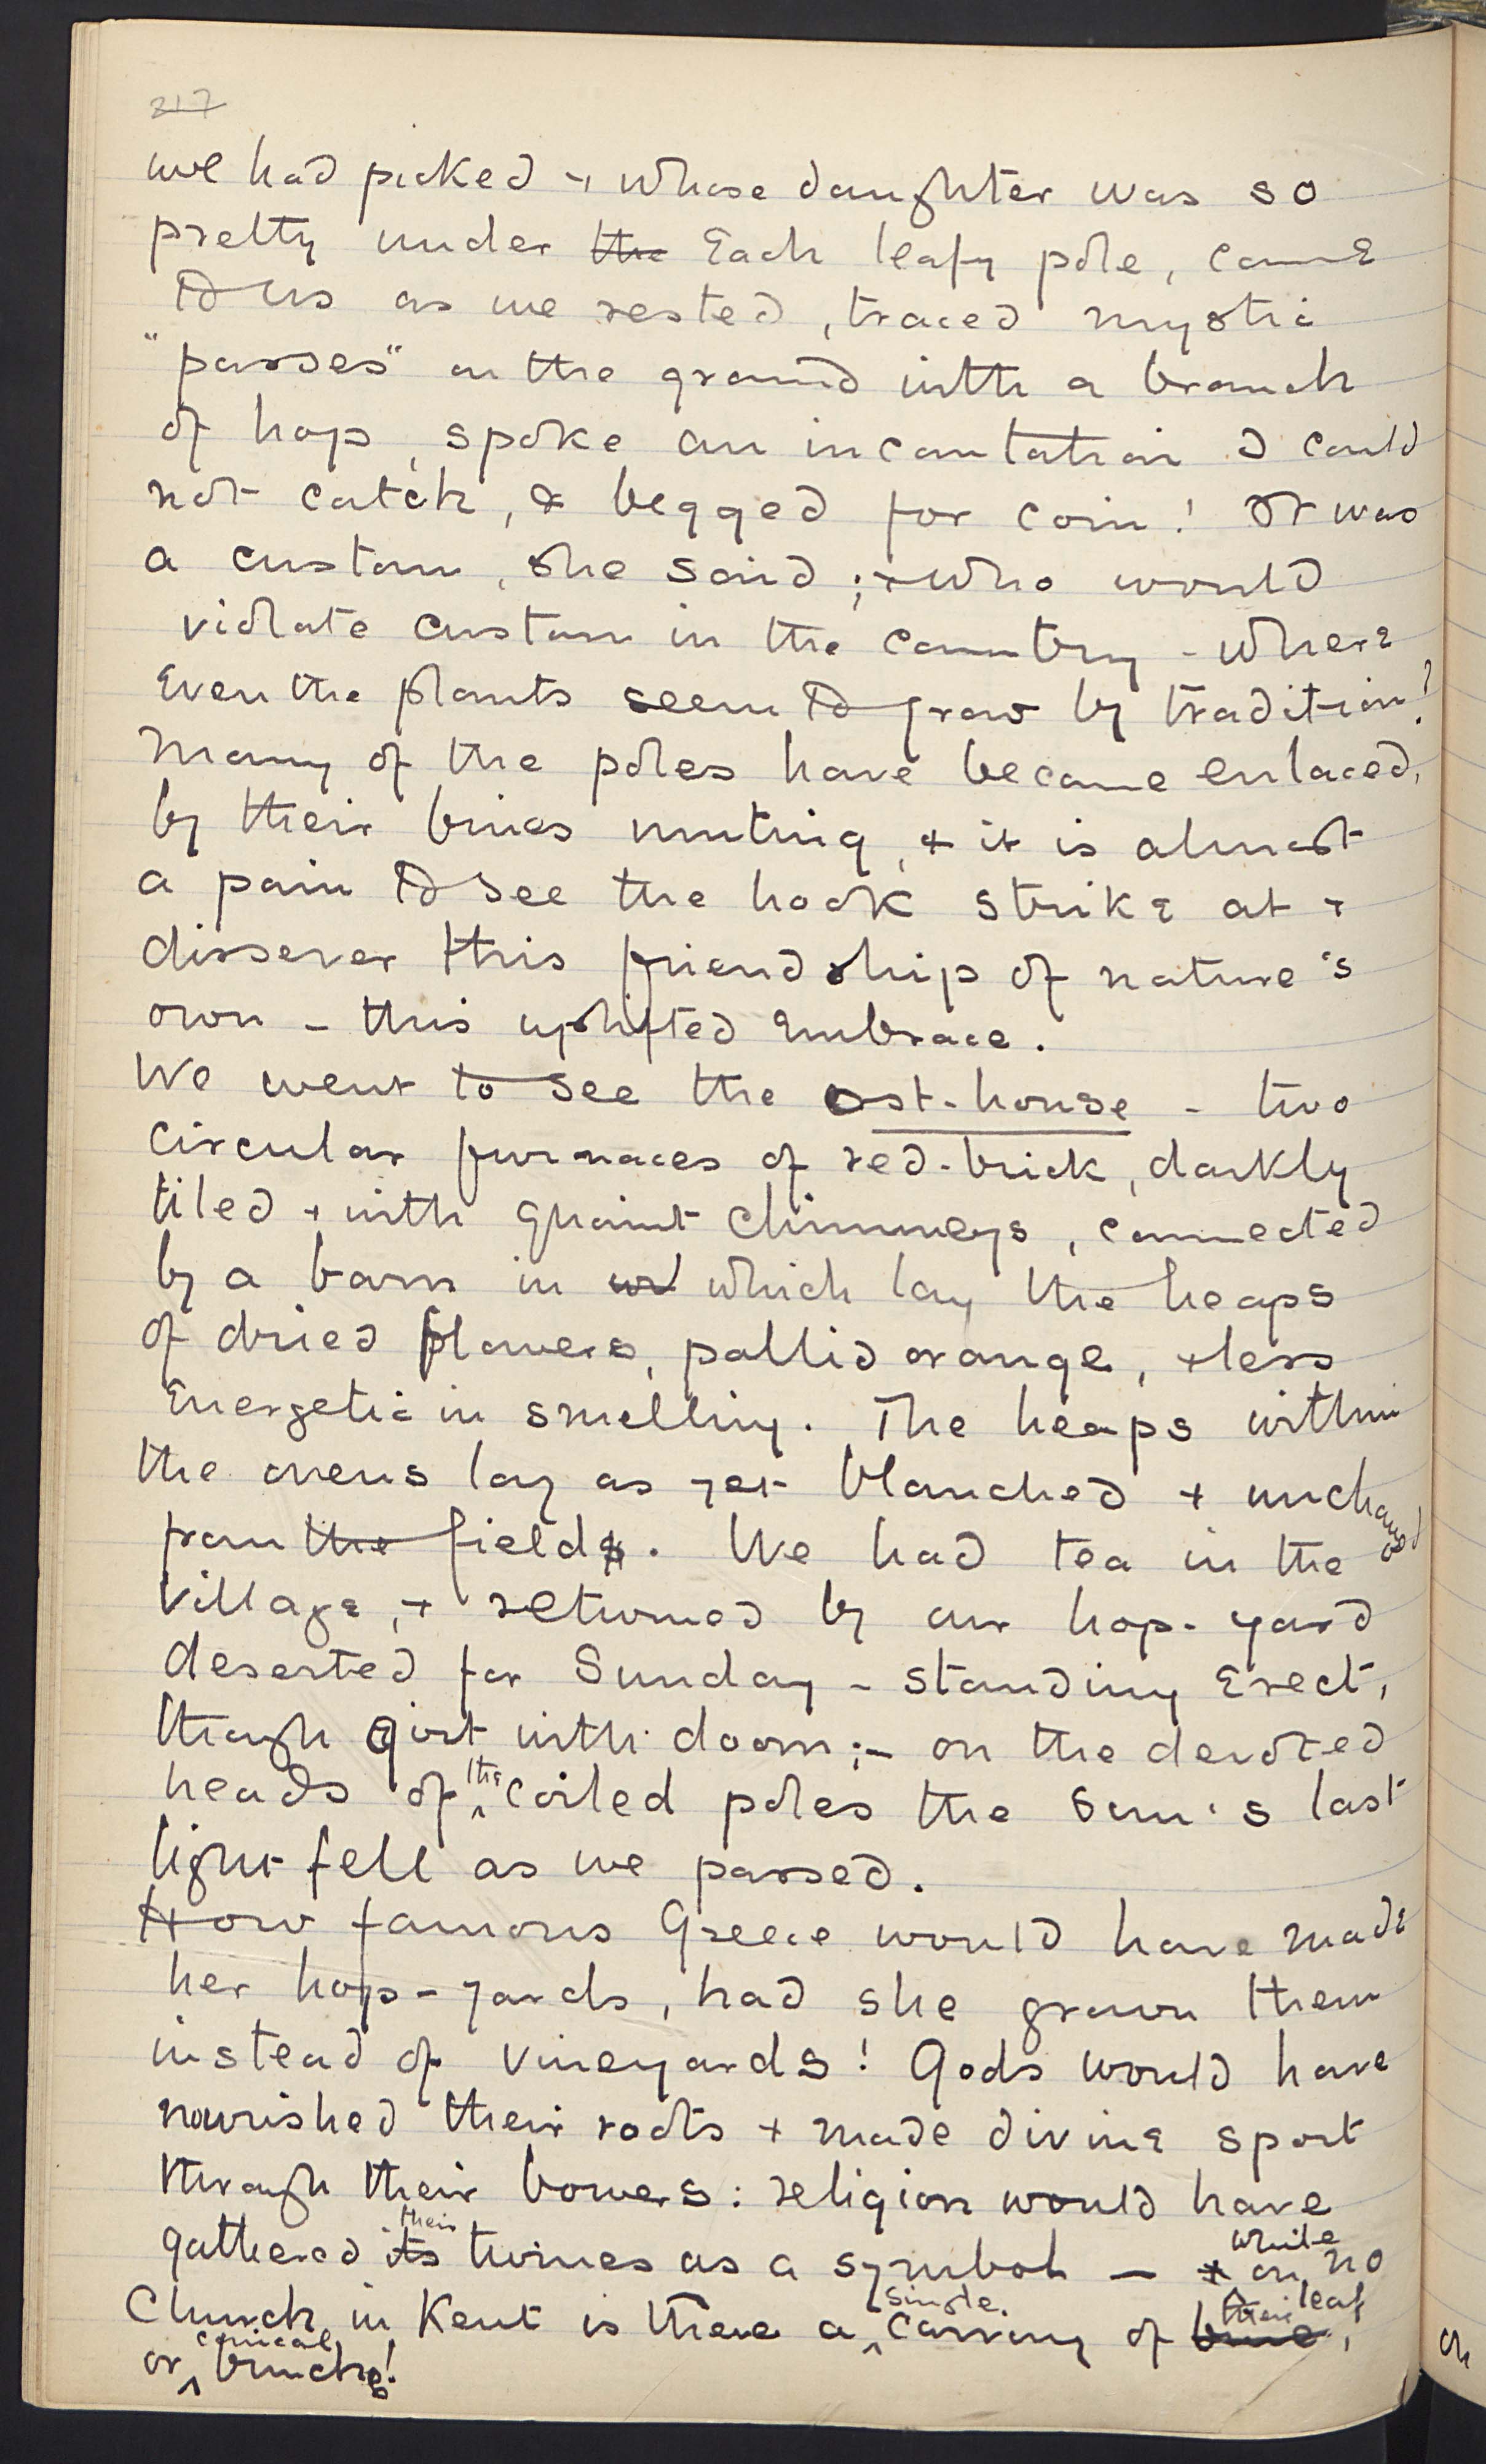 217
we had picked + whose daughter was so
pretty under the Each leafy pole, came
to us as we rested, traced mystic
"passes" on the ground with a branch
of hop, spoke an incantation I could
not catch, & begged for coin! It was
a custom, she said; + who would
violate custom in the country - where
Even the plants seem to grow by tradition?
Many of the poles have become enlaced,
by their bines uniting, + it is almost
a pain to see the hook strike at +
dissever this friendship of nature's
own - this uplifted Embrace.
We went to see the ost-house - two
circular furnaces of red-brick, darkly
tiled + with quaint chimneys, connected
by a barn in wh which lay the heaps
of dried flowers, pallid orange, + less
Energetic in smelling. The heaps within
the ovens lay as yet blanched + unchanged
from the fields. We had tea in the
village, + returned by our hop-yard
deserted for Sunday - standing Erect,
though girt with doom; - on the devoted
heads of the coiled poles the Sun's last
light fell as we passed.
How famous Greece would have made
her hop-yards, had she grown them
instead of vineyards! Gods would have
nourished their roots + made divine sport
through their bowers: religion would have
gathered its their twines as a symbol — + while on no
Church in Kent is there a single carving of bine their leaf,
or conical bunches!